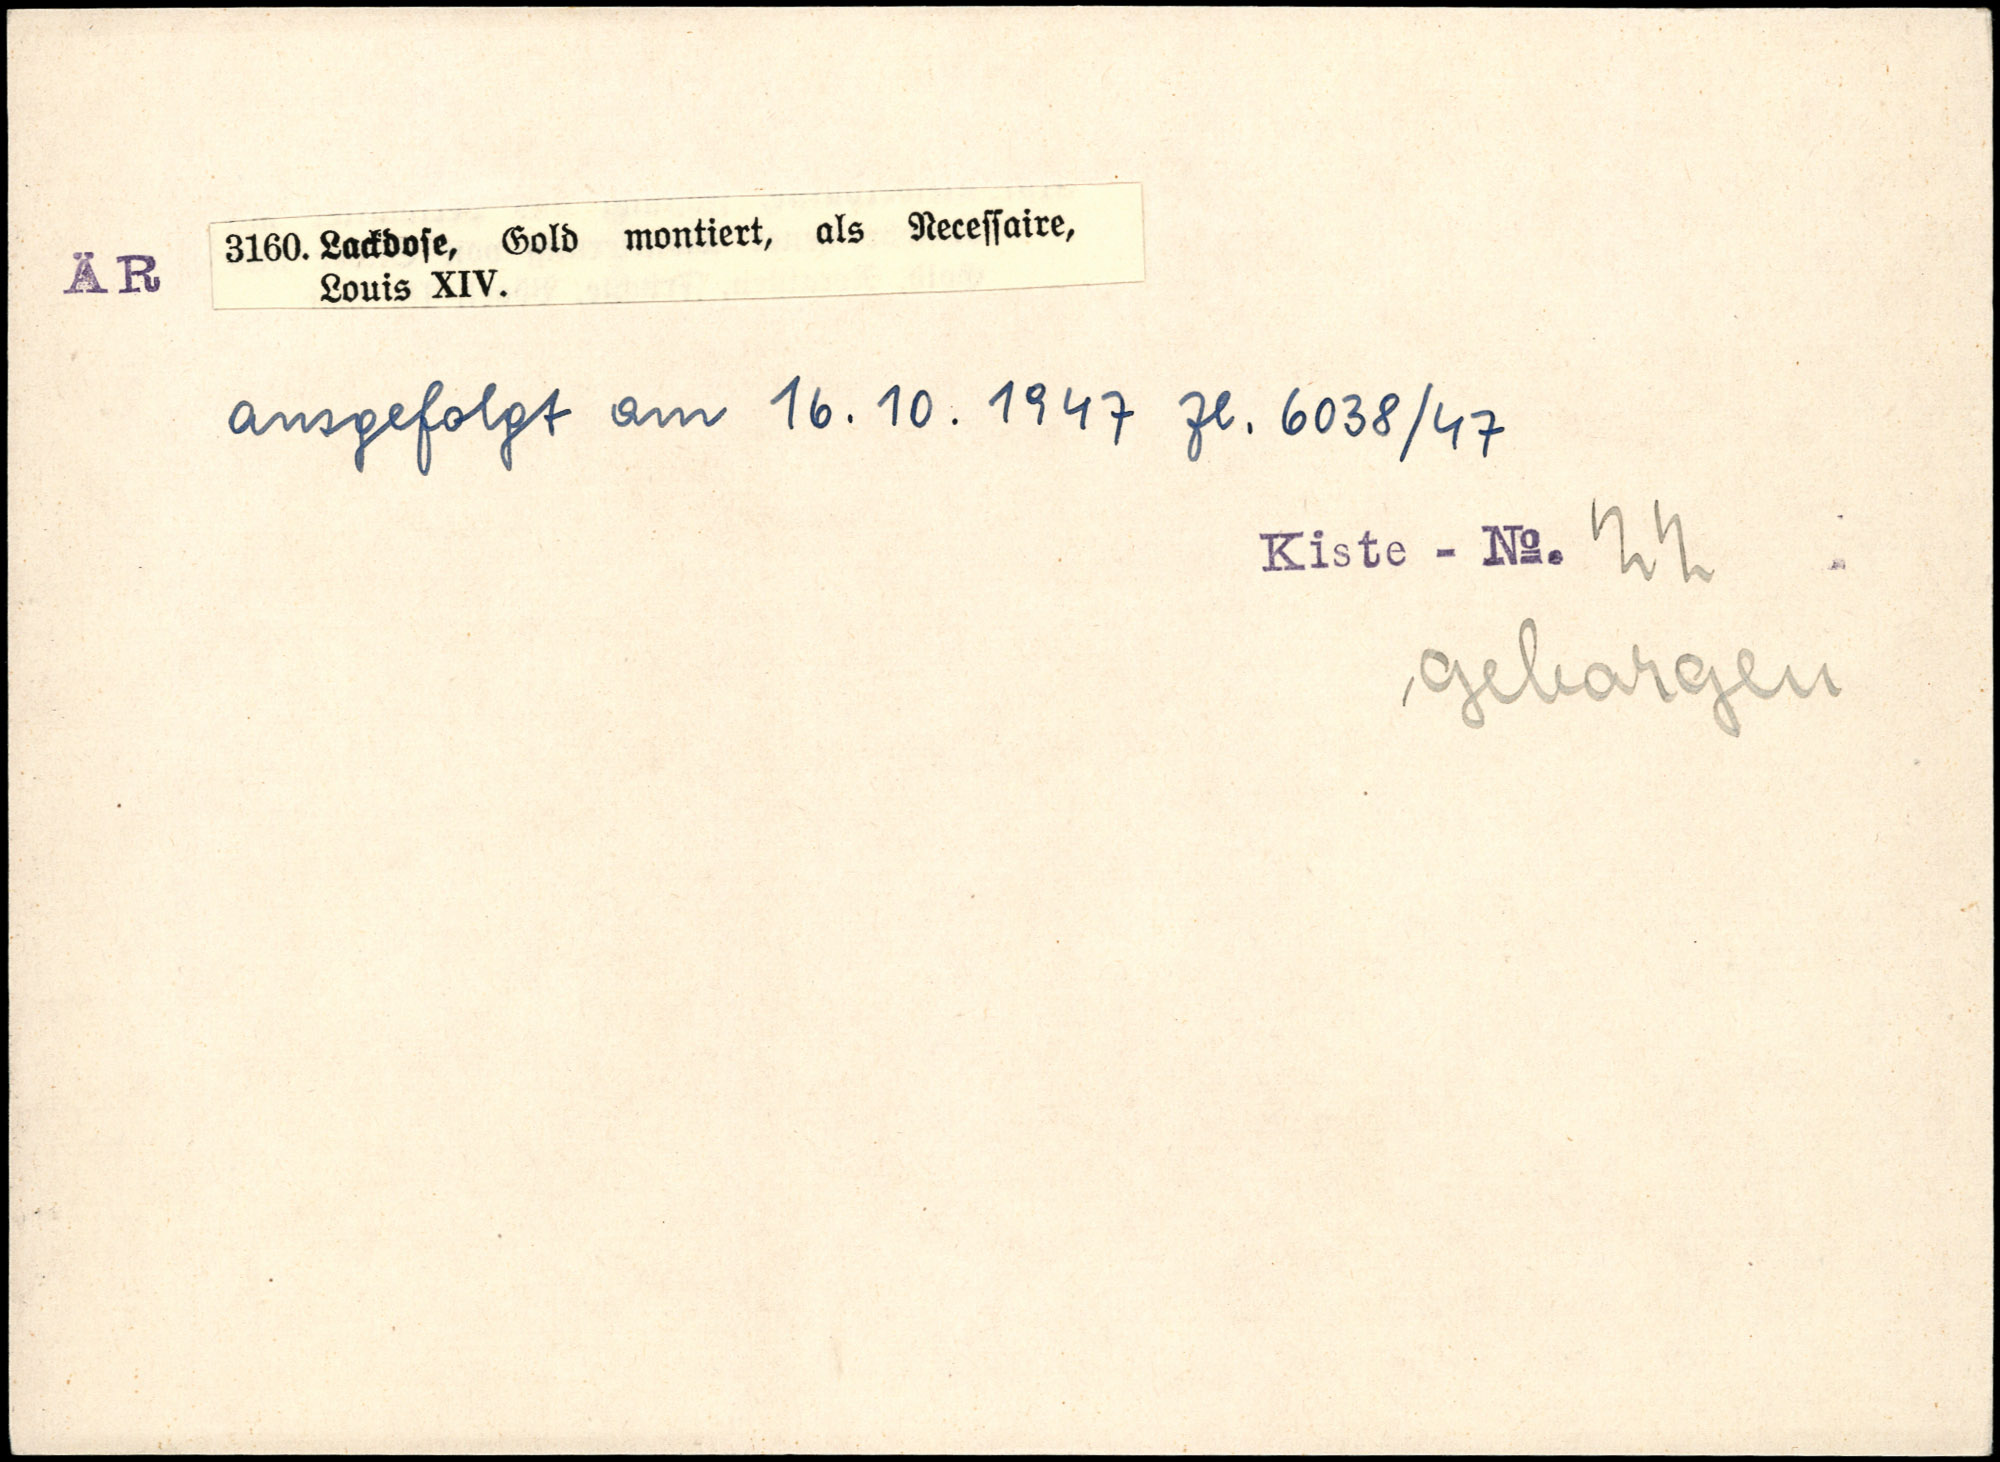 3160. Lackdose, Gold montiert, als Necessaire,
ÄR
Louis XIV.
ausgefolgt am 16. 10. 1947 Zl. 6038/47
Kiste - No.
geborgen